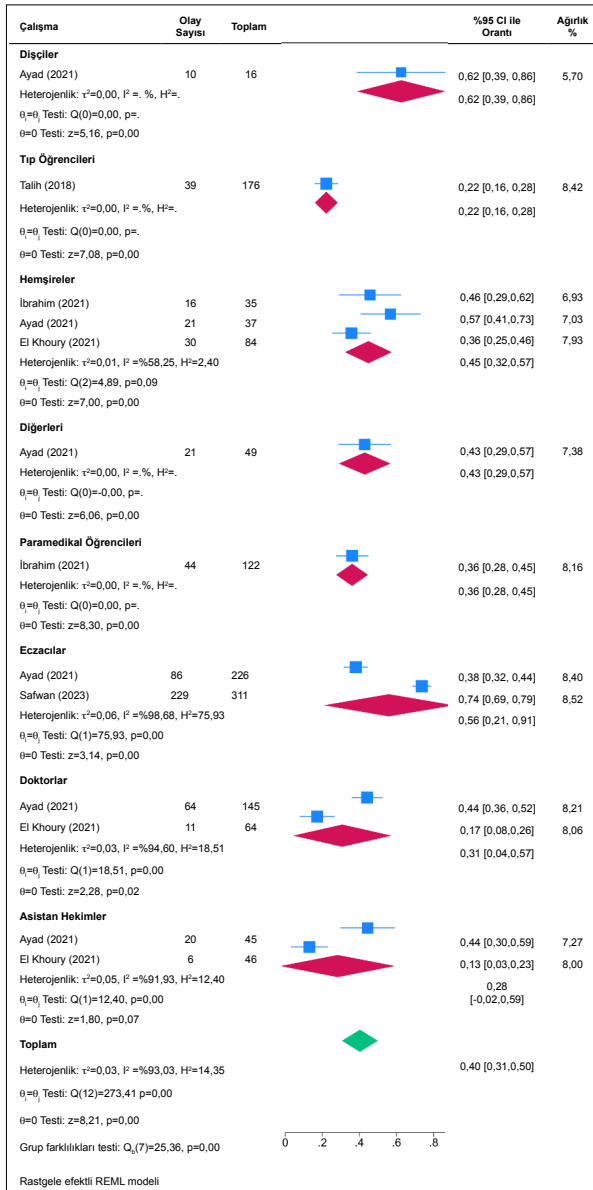 Çalışma Olay Sayısı Toplam %95 CI ile Orantı Ağırlık %
Dişçiler
Ayad (2021) 10 16 0,62 [0,39, 0,86] 5,70
Heterojenlik: τ²=0,00, I² =. %, H²=. 0,62 [0,39, 0,86]
θᵢ=θⱼ Testi: Q(0)=0,00, p=.
θ=0 Testi: z=5,16, p=0,00
Tıp Öğrencileri
Talih (2018) 39 176 0,22 [0,16, 0,28] 8,42
Heterojenlik: τ²=0,00, I² =.%, H²=. 0,22 [0,16, 0,28]
θᵢ=θⱼ Testi: Q(0)=0,00, p=.
θ=0 Testi: z=7,08, p=0,00
Hemşireler
İbrahim (2021) 16 35 0,46 [0,29,0,62] 6,93
Ayad (2021) 21 37 0,57 [0,41,0,73] 7,03
El Khoury (2021) 30 84 0,36 [0,25,0,46] 7,93
Heterojenlik: τ²=0,01, I² =%58,25, H²=2,40 0,45 [0,32,0,57]
θᵢ=θⱼ Testi: Q(2)=4,89, p=0,09
θ=0 Testi: z=7,00, p=0,00
Diğerleri
Ayad (2021) 21 49 0,43 [0,29,0,57] 7,38
Heterojenlik: τ²=0,00, I² =.%, H²=. 0,43 [0,29,0,57]
θᵢ=θⱼ Testi: Q(0)=-0,00, p=.
θ=0 Testi: z=6,06, p=0,00
Paramedikal Öğrencileri
İbrahim (2021) 44 122 0,36 [0,28, 0,45] 8,16
Heterojenlik: τ²=0,00, I² =.%, H²=. 0,36 [0,28, 0,45]
θᵢ=θⱼ Testi: Q(0)=0,00, p=.
θ=0 Testi: z=8,30, p=0,00
Eczacılar
Ayad (2021) 86 226 0,38 [0,32, 0,44] 8,40
Safwan (2023) 229 311 0,74 [0,69, 0,79] 8,52
Heterojenlik: τ²=0,06, I² =%98,68, H²=75,93 0,56 [0,21, 0,91]
θᵢ=θⱼ Testi: Q(1)=75,93, p=0,00
θ=0 Testi: z=3,14, p=0,00
Doktorlar
Ayad (2021) 64 145 0,44 [0,36, 0,52] 8,21
El Khoury (2021) 11 64 0,17 [0,08,0,26] 8,06
Heterojenlik: τ²=0,03, I² =%94,60, H²=18,51 0,31 [0,04,0,57]
θᵢ=θⱼ Testi: Q(1)=18,51, p=0,00
θ=0 Testi: z=2,28, p=0,02
Asistan Hekimler
Ayad (2021) 20 45 0,44 [0,30,0,59] 7,27
El Khoury (2021) 6 46 0,13 [0,03,0,23] 8,00
Heterojenlik: τ²=0,05, I² =%91,93, H²=12,40 0,28
θᵢ=θⱼ Testi: Q(1)=12,40, p=0,00 [-0,02,0,59]
θ=0 Testi: z=1,80, p=0,07
Toplam
Heterojenlik: τ²=0,03, I² =%93,03, H²=14,35 0,40 [0,31,0,50]
θᵢ=θⱼ Testi: Q(12)=273,41 p=0,00
θ=0 Testi: z=8,21, p=0,00
Grup farklılıkları testi: Q_b(7)=25,36, p=0,00
0 .2 .4 .6 .8
Rastgele efektli REML modeli